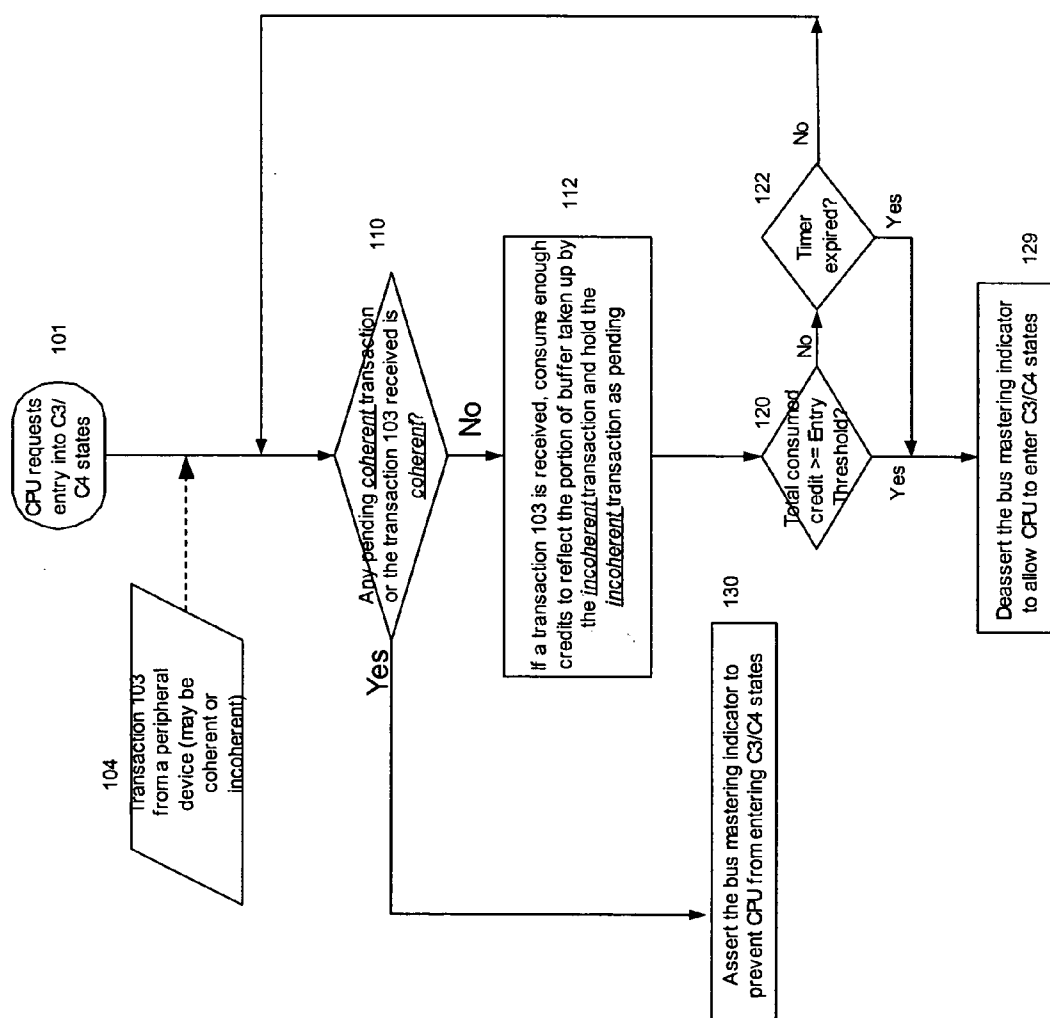 CPU requests
entry into C3/
C4 states
101
104
Transaction 103
from a peripheral
device (may be
coherent or
incoherent)
Any pending coherent transaction
or the transaction 103 received is
coherent?
110
Yes
No
If a transaction 103 is received, consume enough
credits to reflect the portion of buffer taken up by
the incoherent transaction and hold the
incoherent transaction as pending
112
120
Total consumed
credit >= Entry
Threshold?
No
Yes
122
Timer
expired?
No
Yes
130
Assert the bus mastering indicator to
prevent CPU from entering C3/C4 states
Deassert the bus mastering indicator
to allow CPU to enter C3/C4 states
129